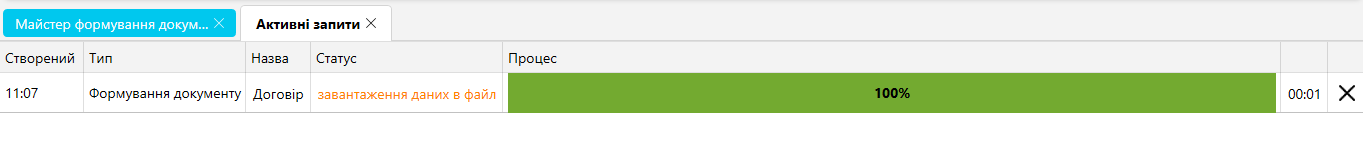 Майстер формування докум... Активні запити
Створений Тип Назва Статус Процес
11:07 Формування документу Договір завантаження даних в файл 100% 00:01